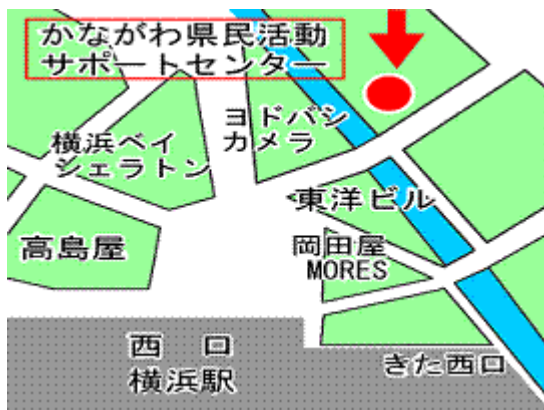 かながわ県民活動
サポートセンター
ヨドバシ
カメラ
横浜ベイ
シェラトン
東洋ビル
高島屋
岡田屋
MORES
西口
横浜駅
きた西口